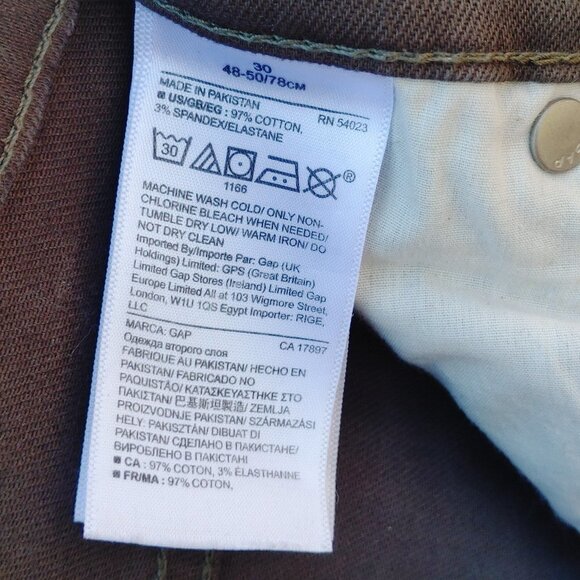 30
48-50/78CM
MADE IN PAKISTAN RN 54023
US/GB/EG : 97% COTTON,
3% SPANDEX/ELASTANE
30
®
1166
MACHINE WASH COLD/ ONLY NON-
CHLORINE BLEACH WHEN NEEDED/
TUMBLE DRY LOW/ WARM IRON/ DO
NOT DRY CLEAN
Imported By/Importe Par: Gap (UK
Holdings) Limited: GPS (Great Britain)
Limited Gap Stores (Ireland) Limited Gap
Europe Limited All at 103 Wigmore Street,
London, W1U 1QS Egypt Importer: RIGE,
LLC
MARCA: GAP CA 17897
Одежда второго слоя
FABRIQUE AU PAKISTAN/ HECHO EN
PAKISTAN/ FABRICADO NO
PAQUISTÃO/ ΚΑΤΑΣΚΕΥΑΣΤΗΚΕ ΣΤΟ
ΠΑΚΙΣΤΑΝ/ 巴基斯坦製造/ ZEMLJA
PROIZVODNJE PAKISTAN/ SZÁRMAZÁSI
HELY: PAKISZTÁN/ DIBUAT DI
PAKISTAN/ СДЕЛАНО В ПАКИСТАНЕ/
ВИРОБЛЕНО В ПАКІСТАНІ
CA : 97% COTTON, 3% ÉLASTHANNE
FR/MA : 97% COTON,